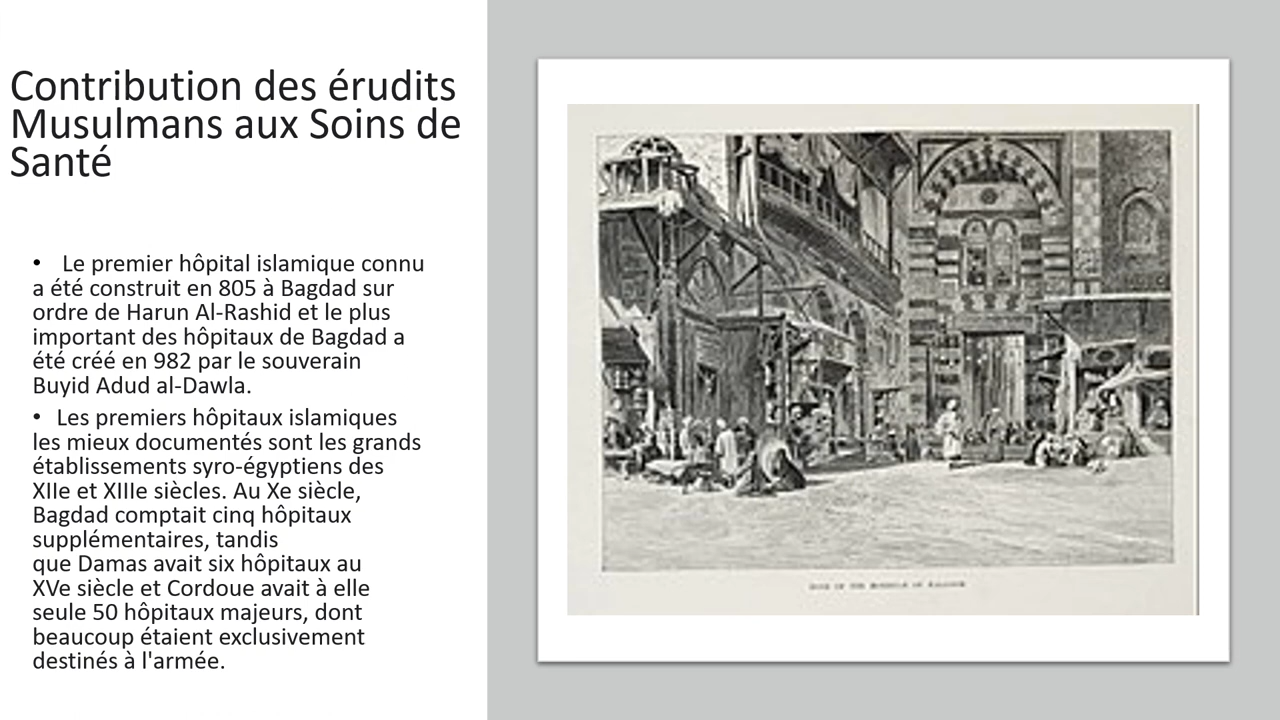 Contribution des érudits
Musulmans aux Soins de
Santé
• Le premier hôpital islamique connu
a été construit en 805 à Bagdad sur
ordre de Harun Al-Rashid et le plus
important des hôpitaux de Bagdad a
été créé en 982 par le souverain
Buyid Adud al-Dawla.
• Les premiers hôpitaux islamiques
les mieux documentés sont les grands
établissements syro-égyptiens des
XIIe et XIIIe siècles. Au Xe siècle,
Bagdad comptait cinq hôpitaux
supplémentaires, tandis
que Damas avait six hôpitaux au
XVe siècle et Cordoue avait à elle
seule 50 hôpitaux majeurs, dont
beaucoup étaient exclusivement
destinés à l'armée.
OF THE OF